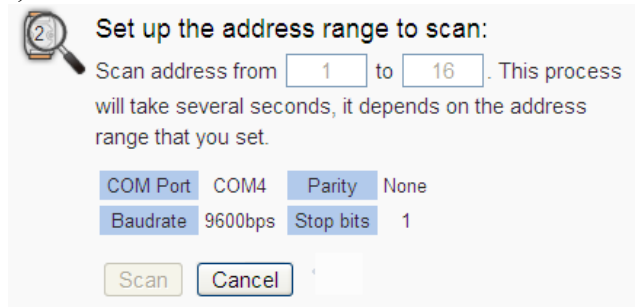 2
Set up the address range to scan:
Scan address from 1 to 16 . This process
will take several seconds, it depends on the address
range that you set.
COM Port COM4 Parity None
Baudrate 9600bps Stop bits 1
Scan Cancel